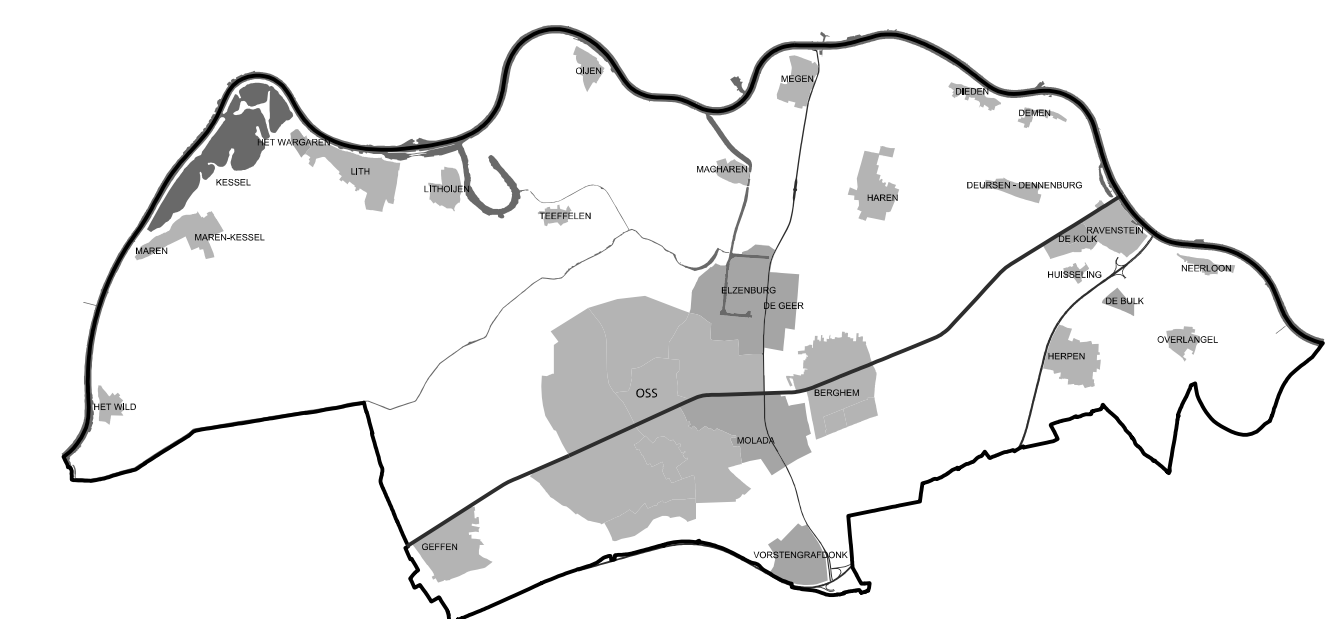 OIJEN
MEGEN
DIEDEN
DEMEN
HET WARGAREN
LITH
KESSEL
LITHOIJEN
MACHAREN
HAREN
DEURSEN - DENNENBURG
TEEFFELEN
MAREN-KESSEL
MAREN
RAVENSTEIN
DE KOLK
HUISSELING
NEERLOON
ELZENBURG
DE GEER
DE BULK
OVERLANGEL
HERPEN
OSS
BERGHEM
HET WILD
MOLADA
GEFFEN
VORSTENGRAFDONK